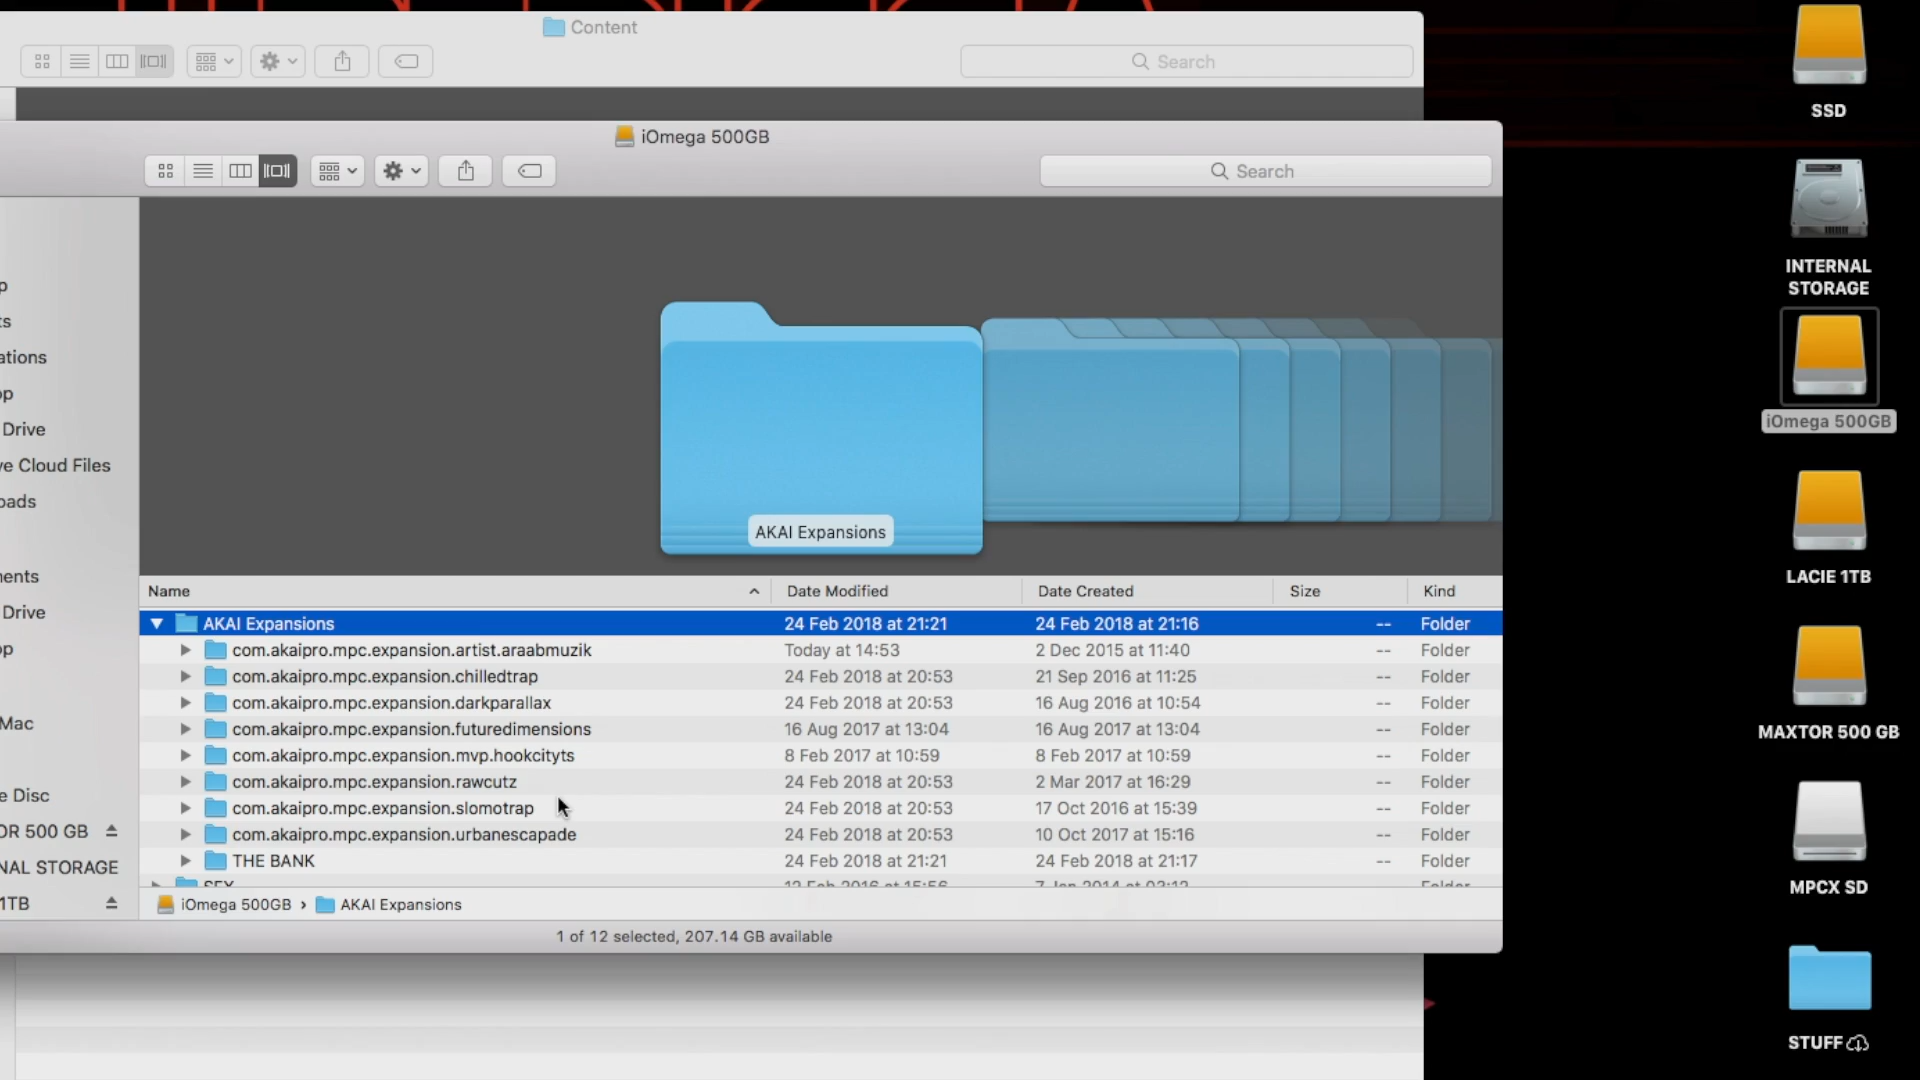 Content
Search
iOmega 500GB
Search
AKAI Expansions
Name Date Modified Date Created Size Kind
AKAI Expansions 24 Feb 2018 at 21:21 24 Feb 2018 at 21:16 -- Folder
com.akaipro.mpc.expansion.artist.araabmuzik Today at 14:53 2 Dec 2015 at 11:40 -- Folder
com.akaipro.mpc.expansion.chilledtrap 24 Feb 2018 at 20:53 21 Sep 2016 at 11:25 -- Folder
com.akaipro.mpc.expansion.darkparallax 24 Feb 2018 at 20:53 16 Aug 2016 at 10:54 -- Folder
com.akaipro.mpc.expansion.futuredimensions 16 Aug 2017 at 13:04 16 Aug 2017 at 13:04 -- Folder
com.akaipro.mpc.expansion.mvp.hookcityts 8 Feb 2017 at 10:59 8 Feb 2017 at 10:59 -- Folder
com.akaipro.mpc.expansion.rawcutz 24 Feb 2018 at 20:53 2 Mar 2017 at 16:29 -- Folder
com.akaipro.mpc.expansion.slomotrap 24 Feb 2018 at 20:53 17 Oct 2016 at 15:39 -- Folder
com.akaipro.mpc.expansion.urbanescapade 24 Feb 2018 at 20:53 10 Oct 2017 at 15:16 -- Folder
THE BANK 24 Feb 2018 at 21:21 24 Feb 2018 at 21:17 -- Folder
iOmega 500GB › AKAI Expansions
1 of 12 selected, 207.14 GB available
p
ts
ations
op
Drive
ve Cloud Files
oads
nents
Drive
op
Mac
e Disc
OR 500 GB
NAL STORAGE
1TB
SSD
INTERNAL
STORAGE
iOmega 500GB
LACIE 1TB
MAXTOR 500 GB
MPCX SD
STUFF